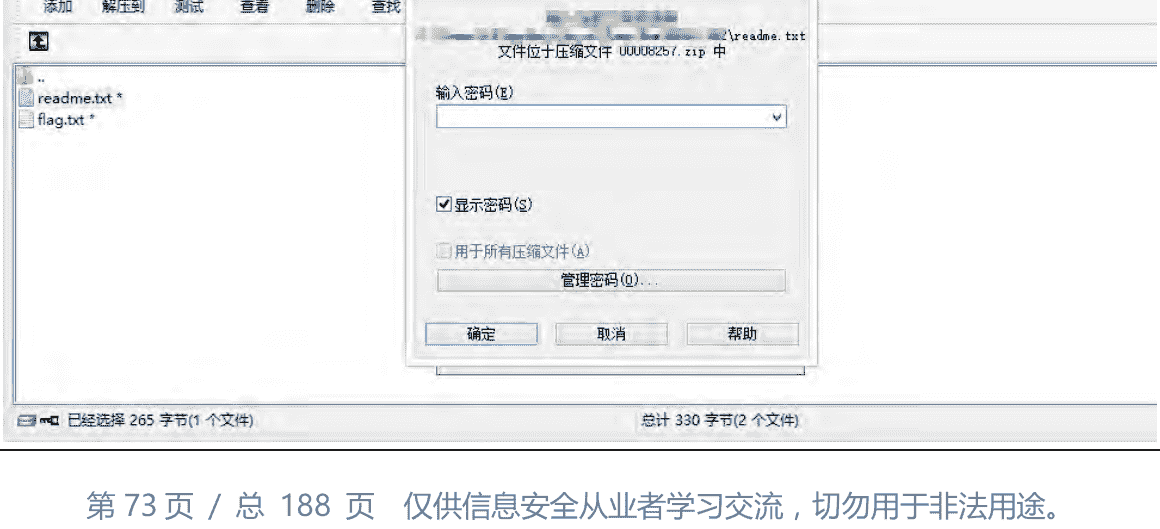 添加 解压到 测试 查看 删除 查找
\readme.txt
文件位于压缩文件 00008257.zip 中
..
readme.txt *
flag.txt *
输入密码(E)
显示密码(S)
用于所有压缩文件(A)
管理密码(O)...
确定 取消 帮助
已经选择 265 字节(1 个文件) 总计 330 字节(2 个文件)
第 73 页 / 总 188 页 仅供信息安全从业者学习交流，切勿用于非法用途。